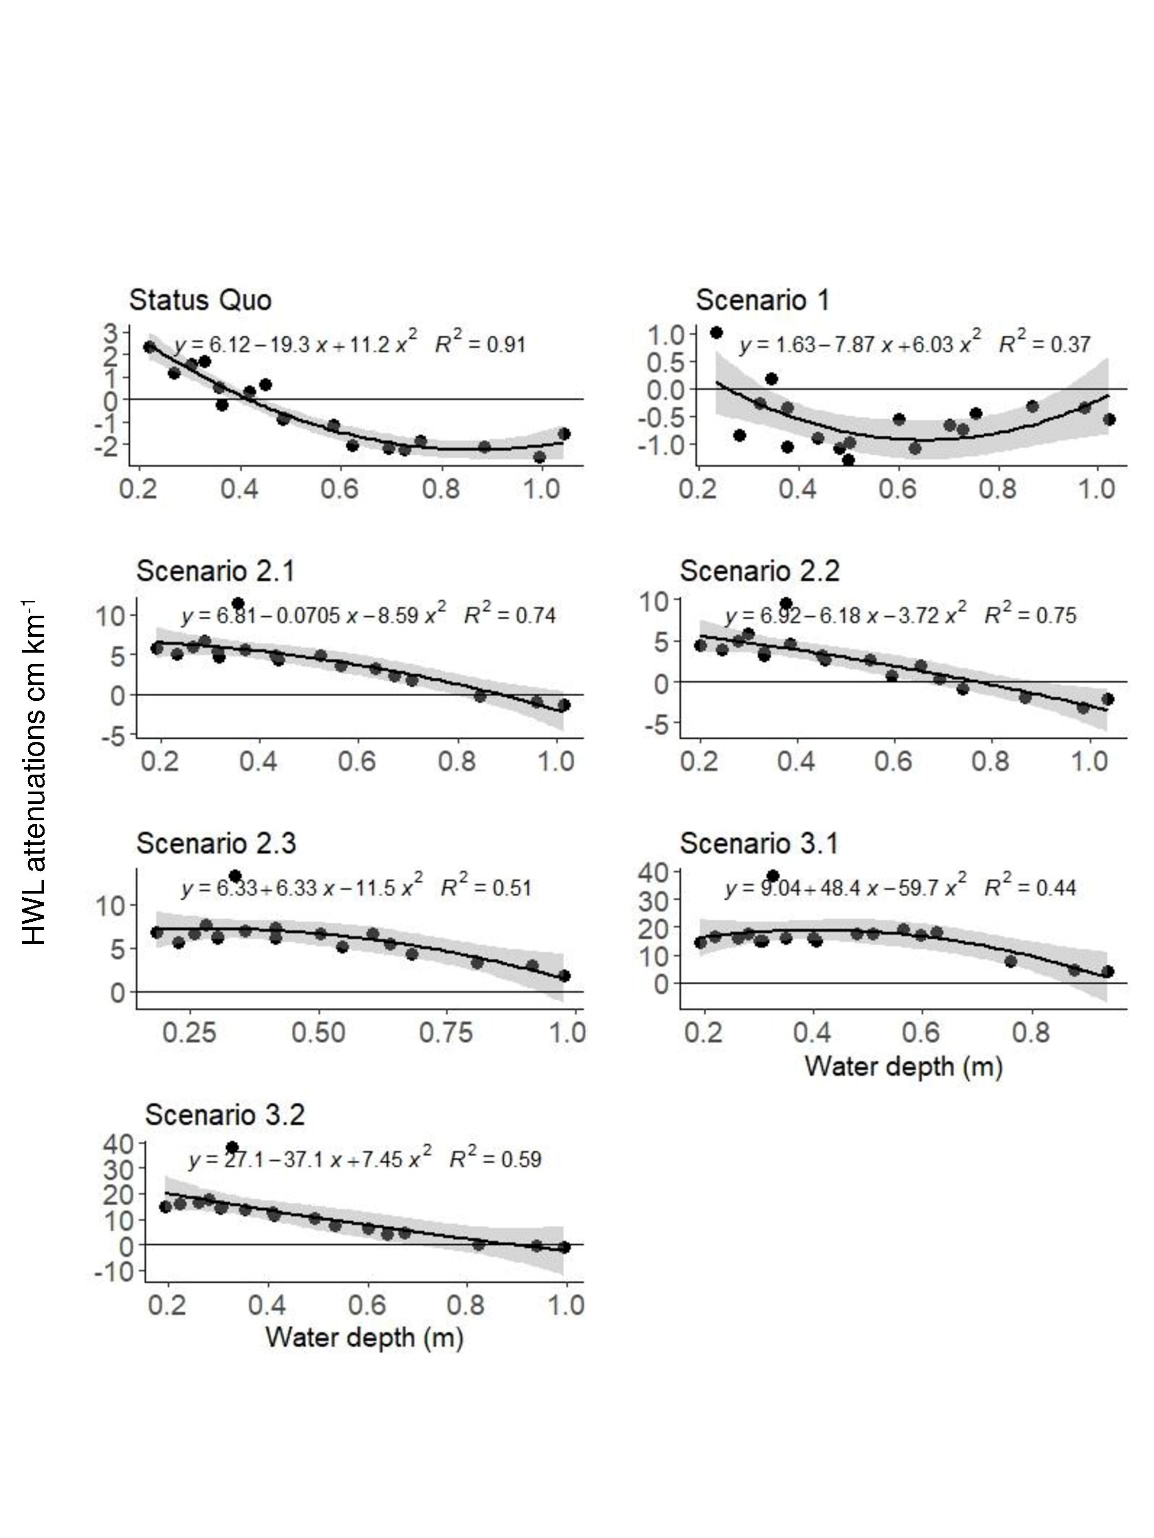 Status Quo
y = 6.12 − 19.3 x + 11.2 x² R² = 0.91
3
2
1
0
-1
-2
0.2 0.4 0.6 0.8 1.0
Scenario 1
y = 1.63 − 7.87 x + 6.03 x² R² = 0.37
1.0
0.5
0.0
-0.5
-1.0
0.2 0.4 0.6 0.8 1.0
HWL attenuations cm km⁻¹
Scenario 2.1
y = 6.81 − 0.0705 x − 8.59 x² R² = 0.74
10
5
0
-5
0.2 0.4 0.6 0.8 1.0
Scenario 2.2
y = 6.92 − 6.18 x − 3.72 x² R² = 0.75
10
5
0
-5
0.2 0.4 0.6 0.8 1.0
Scenario 2.3
y = 6.33 + 6.33 x − 11.5 x² R² = 0.51
10
5
0
0.25 0.50 0.75 1.0
Scenario 3.1
y = 9.04 + 48.4 x − 59.7 x² R² = 0.44
40
30
20
10
0
0.2 0.4 0.6 0.8
Water depth (m)
Scenario 3.2
y = 27.1 − 37.1 x + 7.45 x² R² = 0.59
40
30
20
10
0
-10
0.2 0.4 0.6 0.8 1.0
Water depth (m)